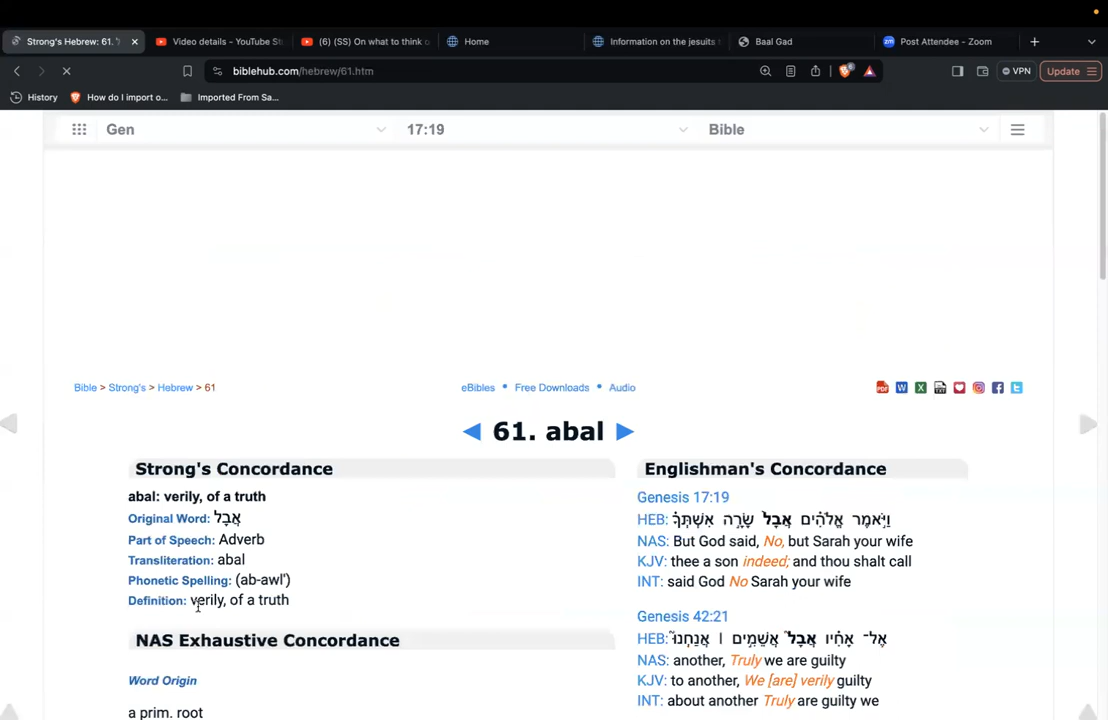 Strong's Hebrew: 61. '
Video details - YouTube St
(6) (SS) On what to think o
Home
Information on the jesuits t
Baal Gad
Post Attendee - Zoom
biblehub.com/hebrew/61.htm
VPN
Update
History
How do I import o...
Imported From Sa...
Gen
17:19
Bible
Bible > Strong's > Hebrew > 61
eBibles • Free Downloads • Audio
61. abal
Strong's Concordance
abal: verily, of a truth
Original Word: אֲבָל
Part of Speech: Adverb
Transliteration: abal
Phonetic Spelling: (ab-awl')
Definition: verily, of a truth
NAS Exhaustive Concordance
Word Origin
a prim. root
Englishman's Concordance
Genesis 17:19
HEB: וַיֹּ֣אמֶר אֱלֹהִ֗ים אֲבָל֙ שָׂרָ֣ה אִשְׁתְּךָ֗
NAS: But God said, No, but Sarah your wife
KJV: thee a son indeed; and thou shalt call
INT: said God No Sarah your wife
Genesis 42:21
HEB: אֶל־ אָחִ֗יו אֲבָל֮ אֲשֵׁמִ֣ים ׀ אֲנַחְנוּ֮
NAS: another, Truly we are guilty
KJV: to another, We [are] verily guilty
INT: about another Truly are guilty we